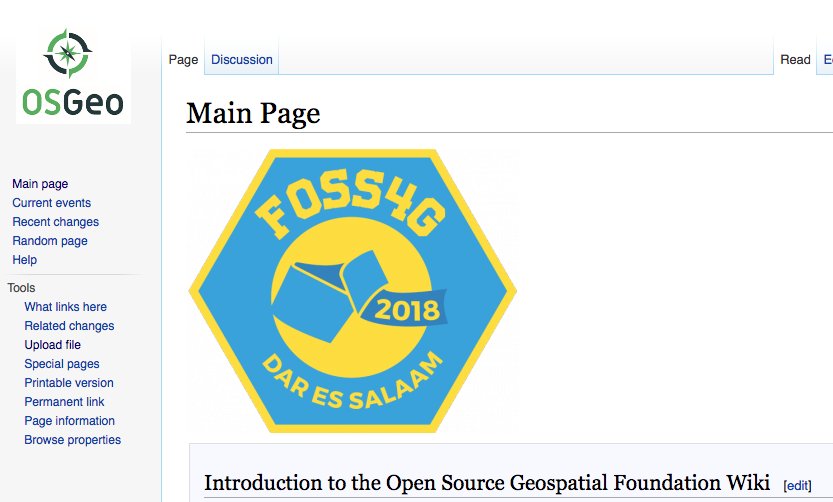 OSGeo
Main page
Current events
Recent changes
Random page
Help
Tools
What links here
Related changes
Upload file
Special pages
Printable version
Permanent link
Page information
Browse properties
Page
Discussion
Read
Main Page
FOSS4G
2018
DAR ES SALAAM
Introduction to the Open Source Geospatial Foundation Wiki [edit]